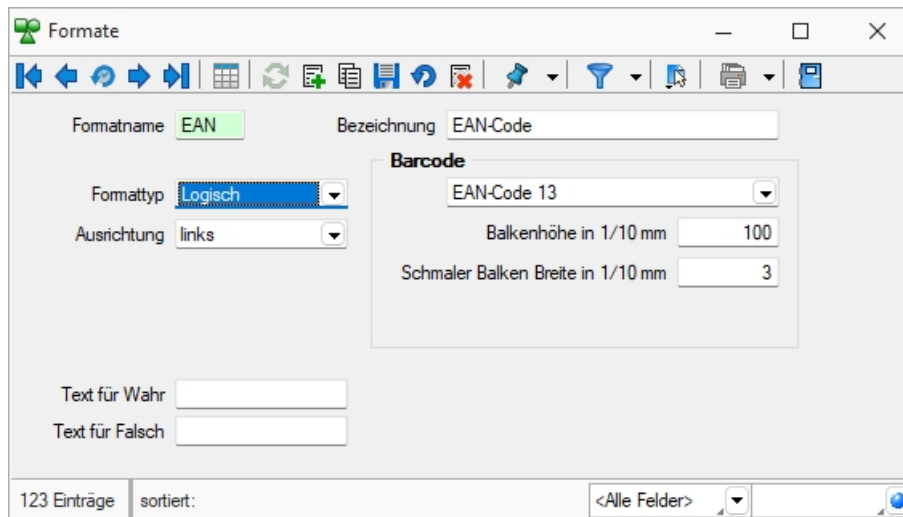 Formate
Formatname EAN Bezeichnung EAN-Code
Barcode
Formattyp Logisch EAN-Code 13
Ausrichtung links Balkenhöhe in 1/10 mm 100
Schmaler Balken Breite in 1/10 mm 3
Text für Wahr
Text für Falsch
123 Einträge sortiert: <Alle Felder>